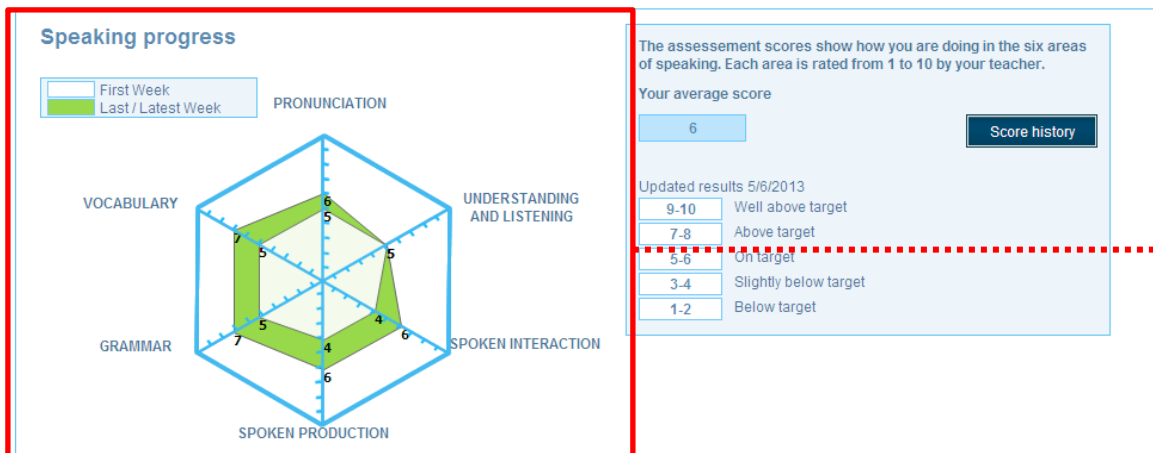 Speaking progress
First Week
Last / Latest Week
PRONUNCIATION
VOCABULARY
UNDERSTANDING
AND LISTENING
6
5
7
5
5
5
7
4
6
4
6
GRAMMAR
SPOKEN INTERACTION
SPOKEN PRODUCTION
The assessement scores show how you are doing in the six areas
of speaking. Each area is rated from 1 to 10 by your teacher.
Your average score
6
Score history
Updated results 5/6/2013
9-10 Well above target
7-8 Above target
5-6 On target
3-4 Slightly below target
1-2 Below target